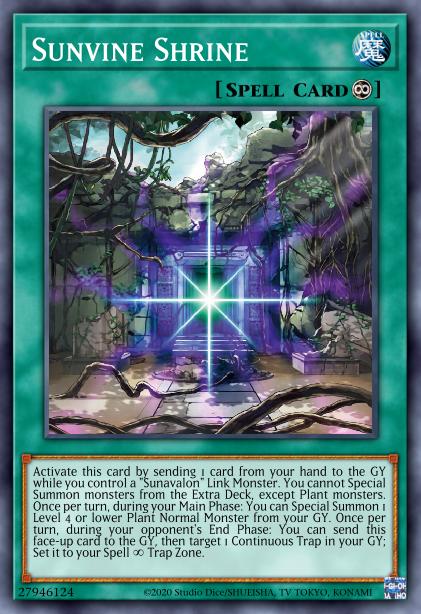 Sunvine Shrine
SPELL
魔
[Spell Card∞]
Activate this card by sending 1 card from your hand to the GY
while you control a "Sunavalon" Link Monster. You cannot Special
Summon monsters from the Extra Deck, except Plant monsters.
Once per turn, during your Main Phase: You can Special Summon 1
Level 4 or lower Plant Normal Monster from your GY. Once per
turn, during your opponent's End Phase: You can send this
face-up card to the GY, then target 1 Continuous Trap in your GY;
Set it to your Spell ∞ Trap Zone.
27946124
©2020 Studio Dice/SHUEISHA, TV TOKYO, KONAMI